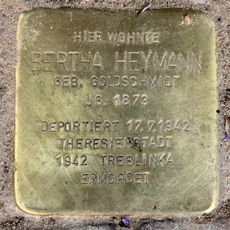 HIER WOHNTE
BERTHA HEYMANN
GEB. GOLDSCHMIDT
JG. 1873
DEPORTIERT 17.7.1942
THERESIENSTADT
1942 TREBLINKA
ERMORDET